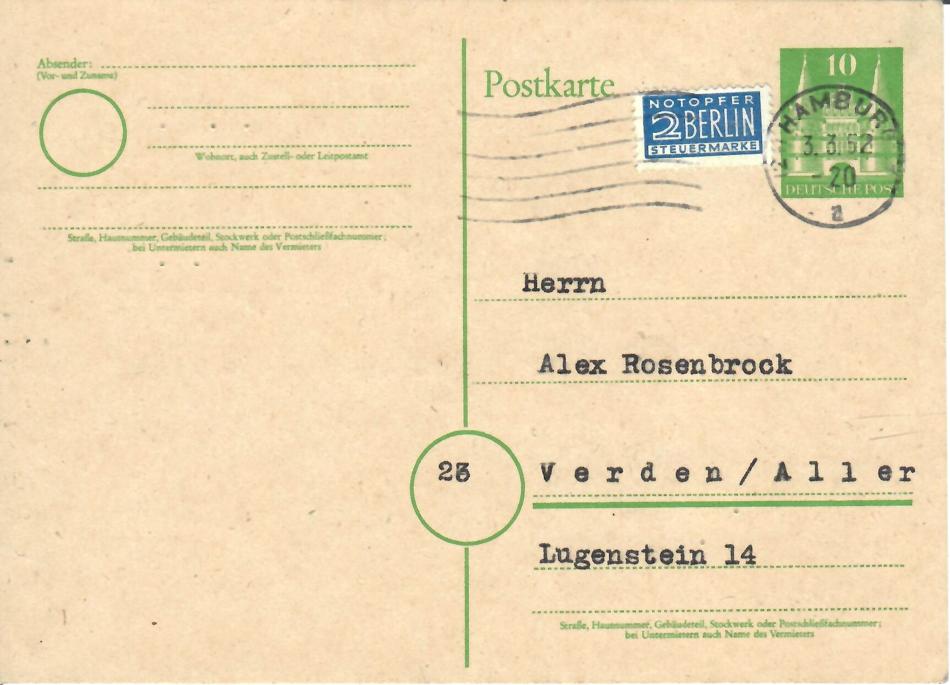 Absender:
(Vor- und Zuname)
Wohnort, auch Zustell- oder Leitpostamt
Straße, Hausnummer, Gebäudeteil, Stockwerk oder Postschließfachnummer;
bei Untermietern auch Name des Vermieters
Postkarte
NOTOPFER
2 BERLIN
STEUERMARKE
10
DEUTSCHE POST
HAMBURG
3. 3. 52
- 20
a
Herrn
Alex Rosenbrock
23 Verden/Aller
Lugenstein 14
Straße, Hausnummer, Gebäudeteil, Stockwerk oder Postschließfachnummer;
bei Untermietern auch Name des Vermieters